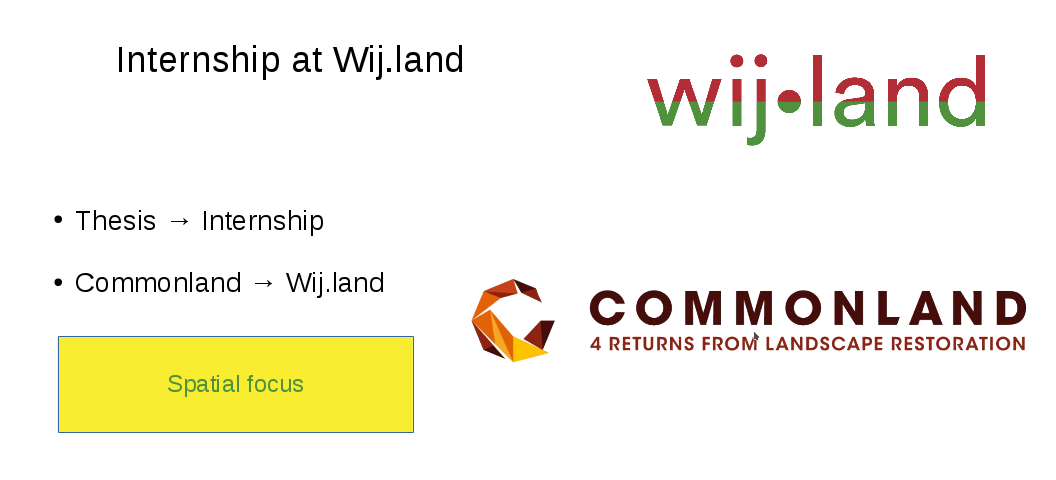 Internship at Wij.land
wij•land
• Thesis → Internship
• Commonland → Wij.land
COMMONLAND
4 RETURNS FROM LANDSCAPE RESTORATION
Spatial focus